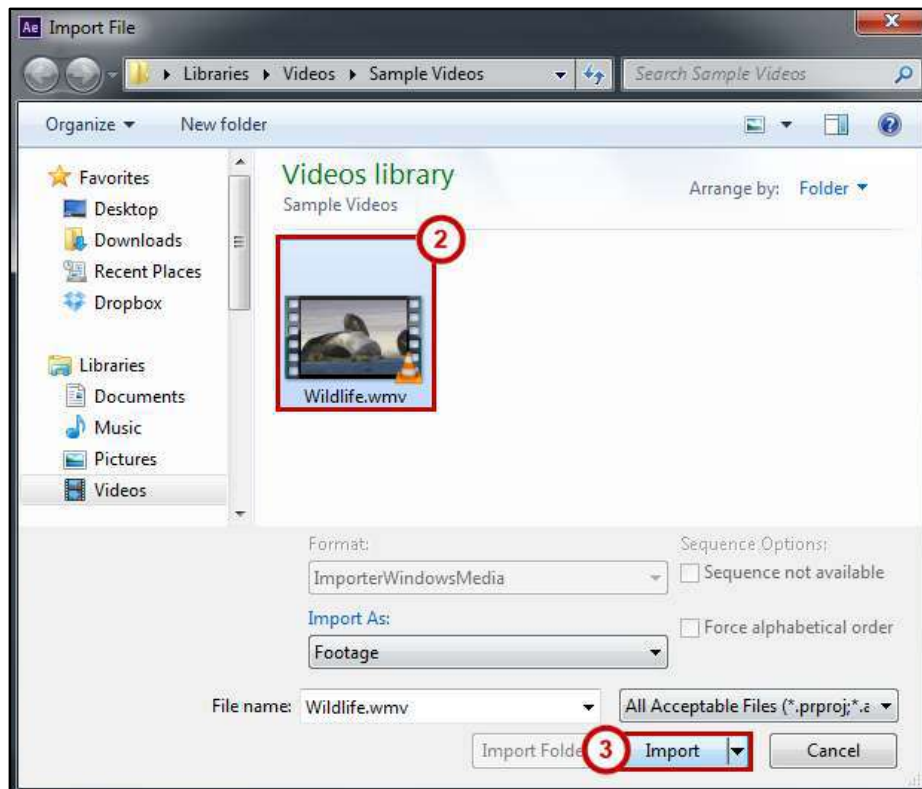 Ae Import File
Libraries Videos Sample Videos
Search Sample Videos
Organize New folder
Favorites
Desktop
Downloads
Recent Places
Dropbox
Libraries
Documents
Music
Pictures
Videos
Videos library
Sample Videos
Arrange by: Folder
2
Wildlife.wmv
Format:
ImporterWindowsMedia
Import As:
Footage
Sequence Options:
Sequence not available
Force alphabetical order
File name: Wildlife.wmv All Acceptable Files (*.prproj;*.a
Import Folde 3 Import Cancel